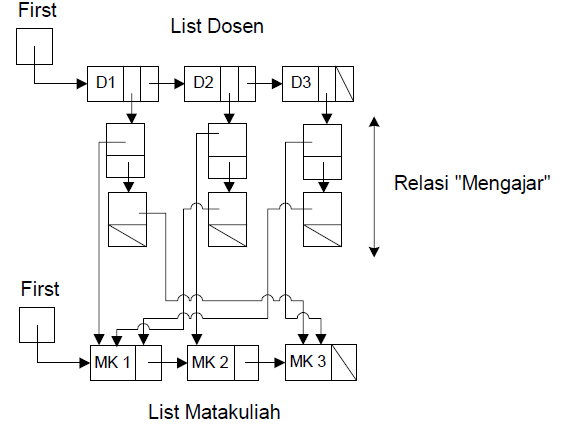 First
List Dosen
D1
D2
D3
Relasi "Mengajar"
First
MK 1
MK 2
MK 3
List Matakuliah